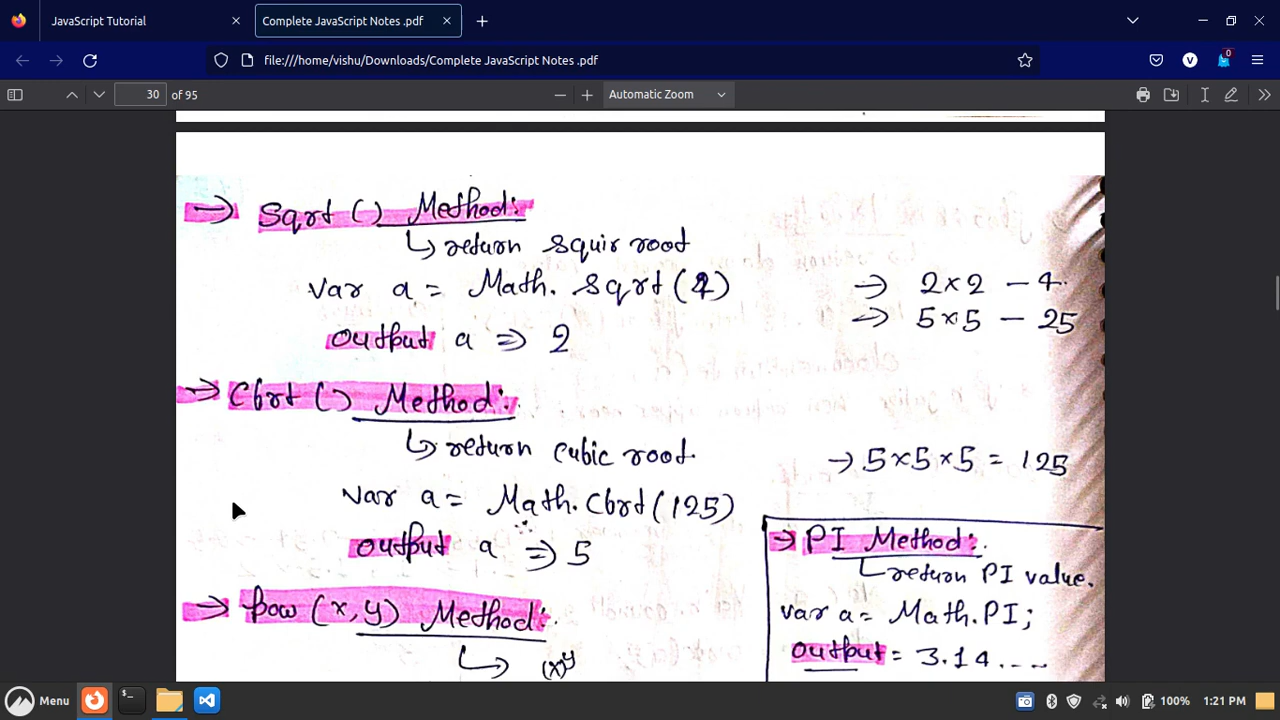 JavaScript Tutorial
Complete JavaScript Notes .pdf
file:///home/vishu/Downloads/Complete JavaScript Notes .pdf
V
0
30 of 95
Automatic Zoom
→ Sqrt () Method:
↳ return squir root
var a = Math. sqrt (4)
→ 2×2 – 4
→ 5×5 – 25
output a ⇒ 2
→ Cbrt () Method:
↳ return cubic root.
→ 5×5×5 = 125
var a = Math. Cbrt (125)
output a ⇒ 5
→ PI Method:
↳ return PI value.
var a = Math.PI;
output = 3.14....
→ pow (x,y) Method:
↳ (x)y
Menu
100%
1:21 PM